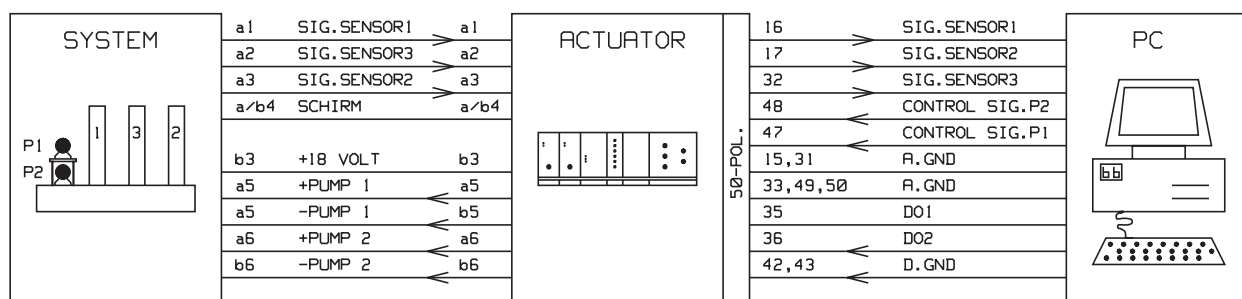 SYSTEM
P1
P2
1 3 2
a1 SIG.SENSOR1 a1
a2 SIG.SENSOR3 a2
a3 SIG.SENSOR2 a3
a/b4 SCHIRM a/b4
b3 +18 VOLT b3
a5 +PUMP 1 a5
a5 -PUMP 1 b5
a6 +PUMP 2 a6
b6 -PUMP 2 b6
ACTUATOR
50-POL.
16 SIG.SENSOR1
17 SIG.SENSOR2
32 SIG.SENSOR3
48 CONTROL SIG.P2
47 CONTROL SIG.P1
15,31 A.GND
33,49,50 A.GND
35 DO1
36 DO2
42,43 D.GND
PC
66